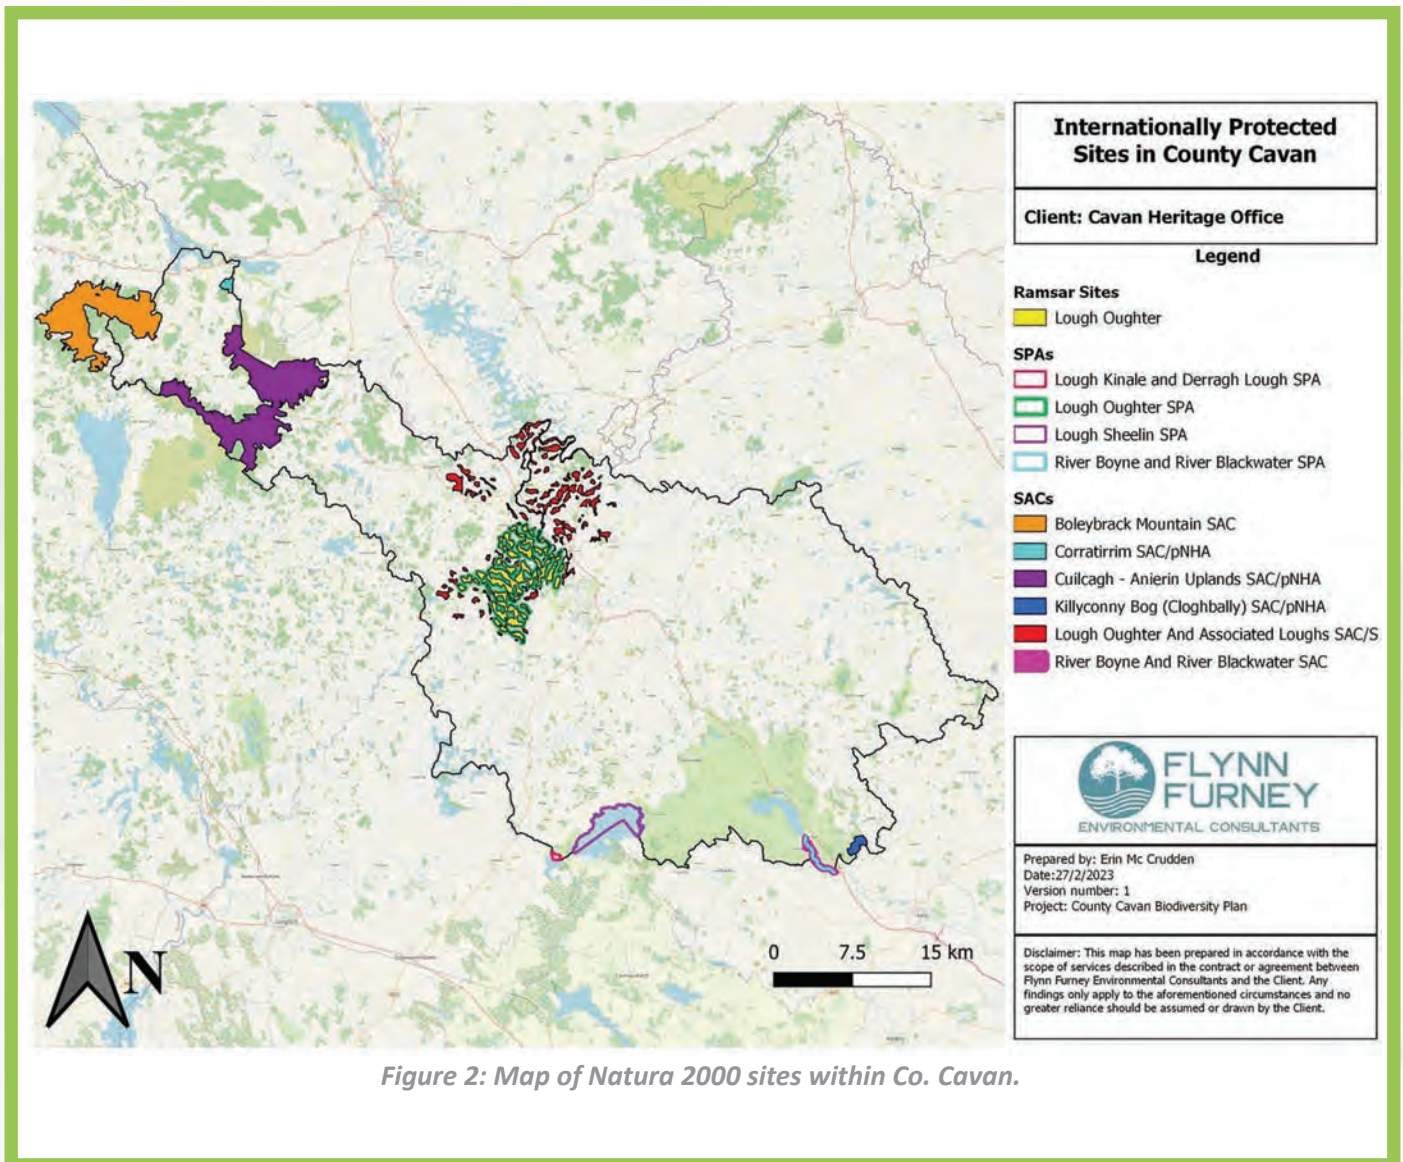 Internationally Protected
Sites in County Cavan
Client: Cavan Heritage Office
Legend
Ramsar Sites
Lough Oughter
SPAs
Lough Kinale and Derragh Lough SPA
Lough Oughter SPA
Lough Sheelin SPA
River Boyne and River Blackwater SPA
SACs
Boleybrack Mountain SAC
Corratirrim SAC/pNHA
Cuilcagh - Anierin Uplands SAC/pNHA
Killyconny Bog (Cloghbally) SAC/pNHA
Lough Oughter And Associated Loughs SAC/S
River Boyne And River Blackwater SAC
FLYNN
FURNEY
ENVIRONMENTAL CONSULTANTS
Prepared by: Erin Mc Crudden
Date:27/2/2023
Version number: 1
Project: County Cavan Biodiversity Plan
Disclaimer: This map has been prepared in accordance with the
scope of services described in the contract or agreement between
Flynn Furney Environmental Consultants and the Client. Any
findings only apply to the aforementioned circumstances and no
greater reliance should be assumed or drawn by the Client.
N
0 7.5 15 km
Figure 2: Map of Natura 2000 sites within Co. Cavan.